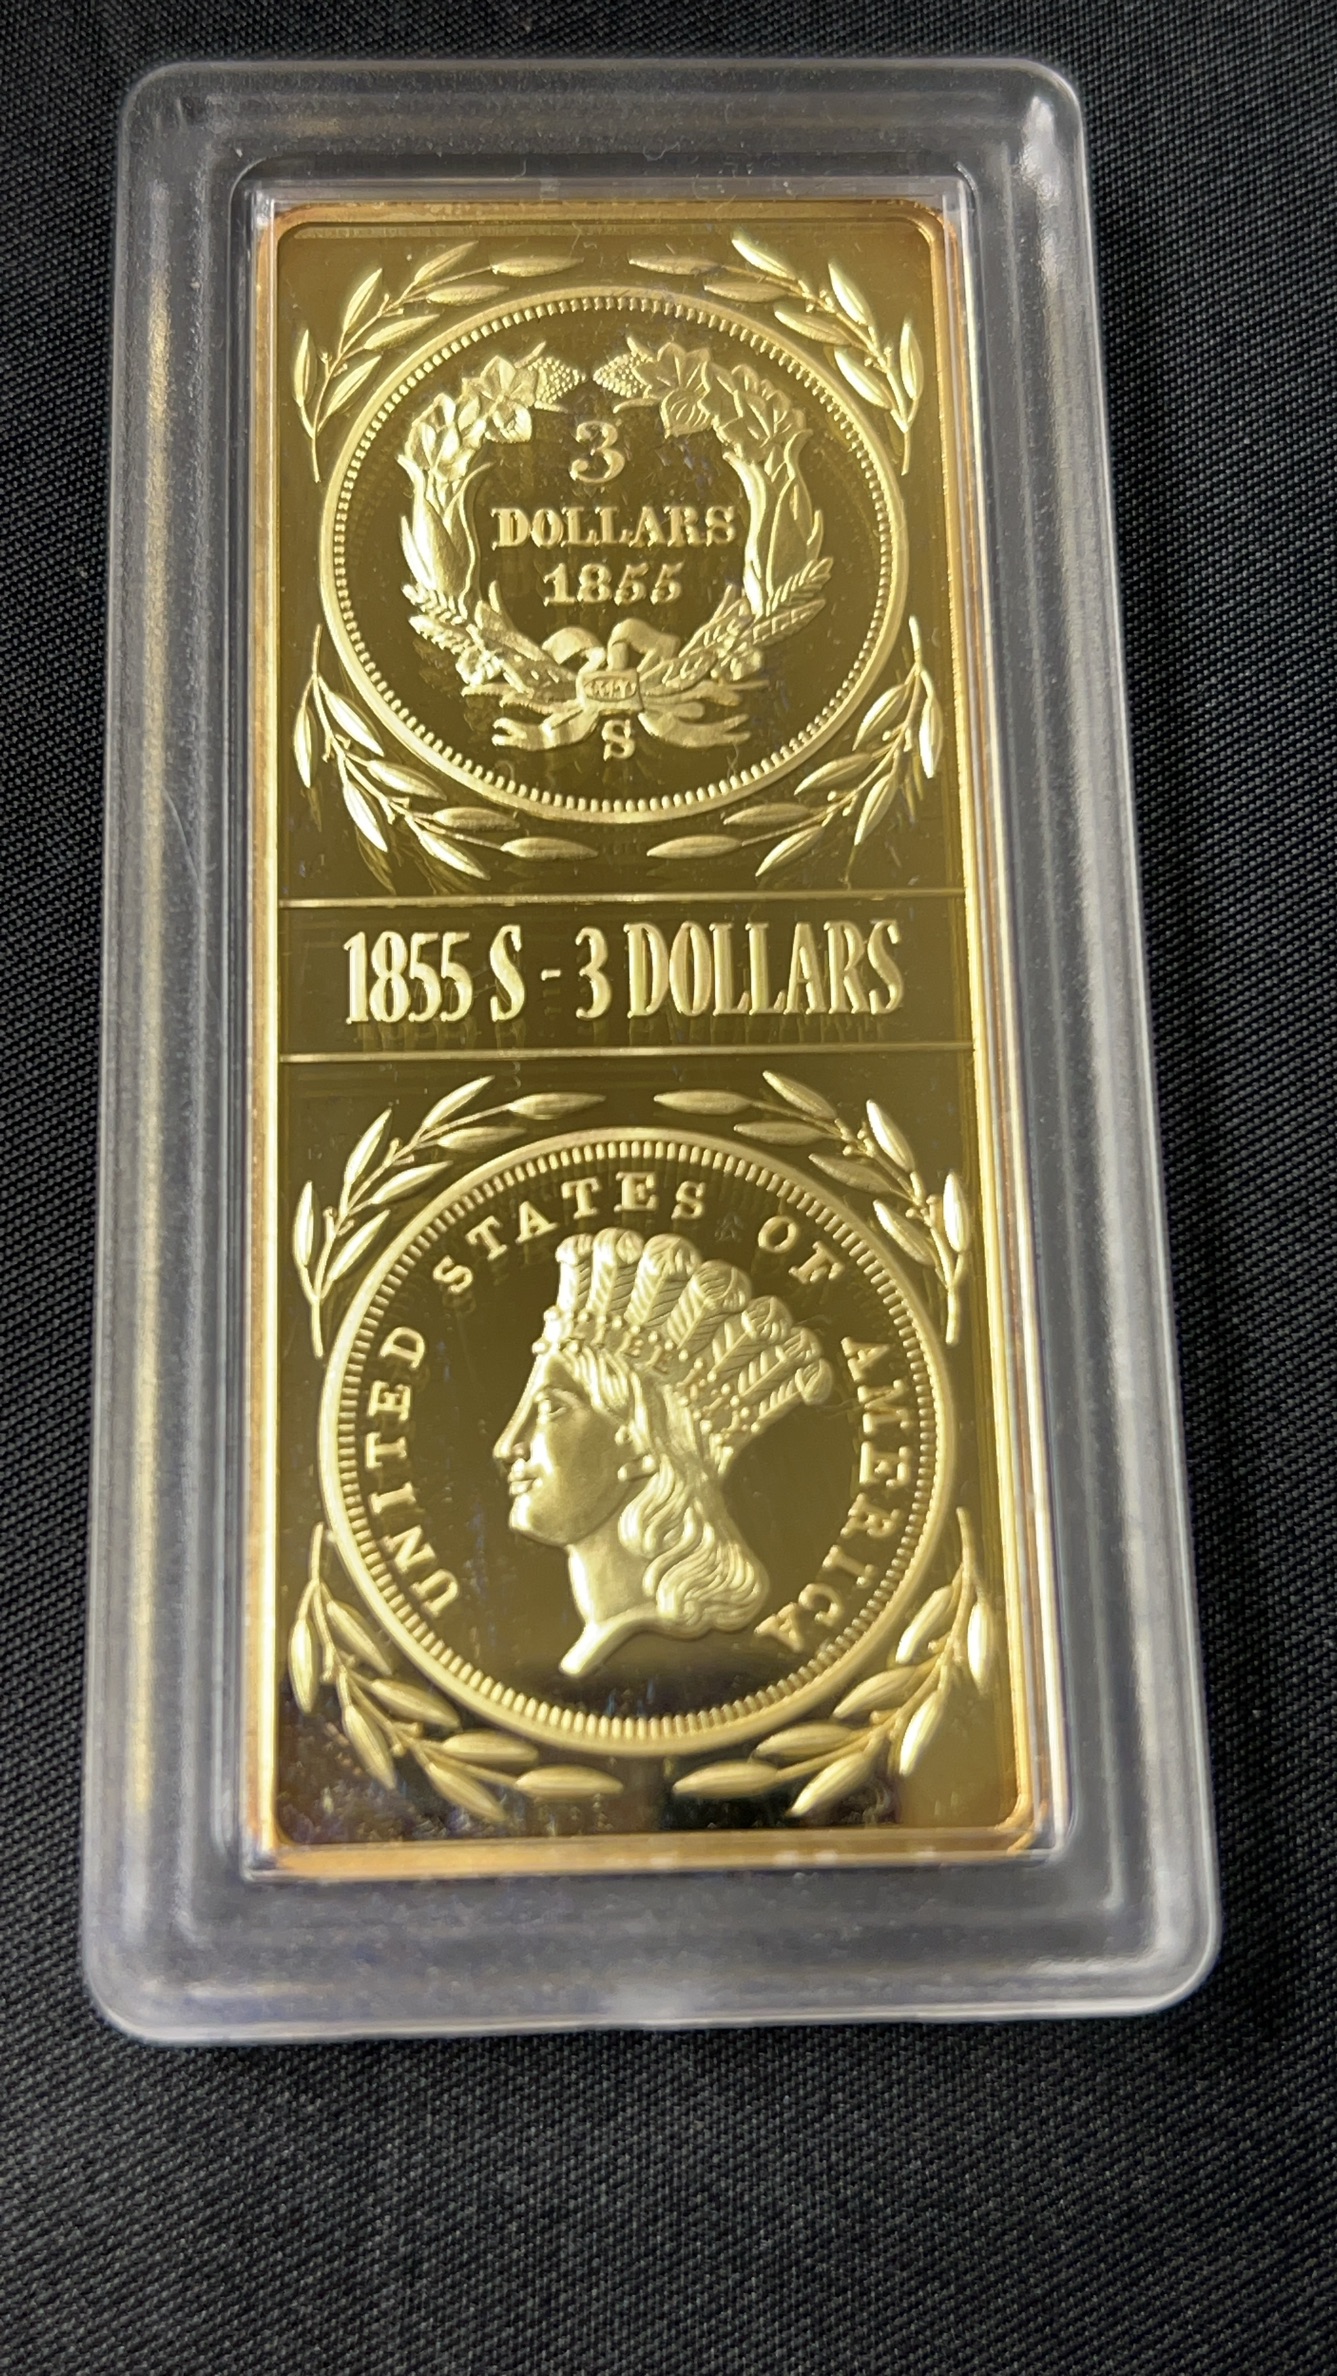 3
DOLLARS
1855
S
1855 S - 3 DOLLARS
UNITED STATES OF AMERICA